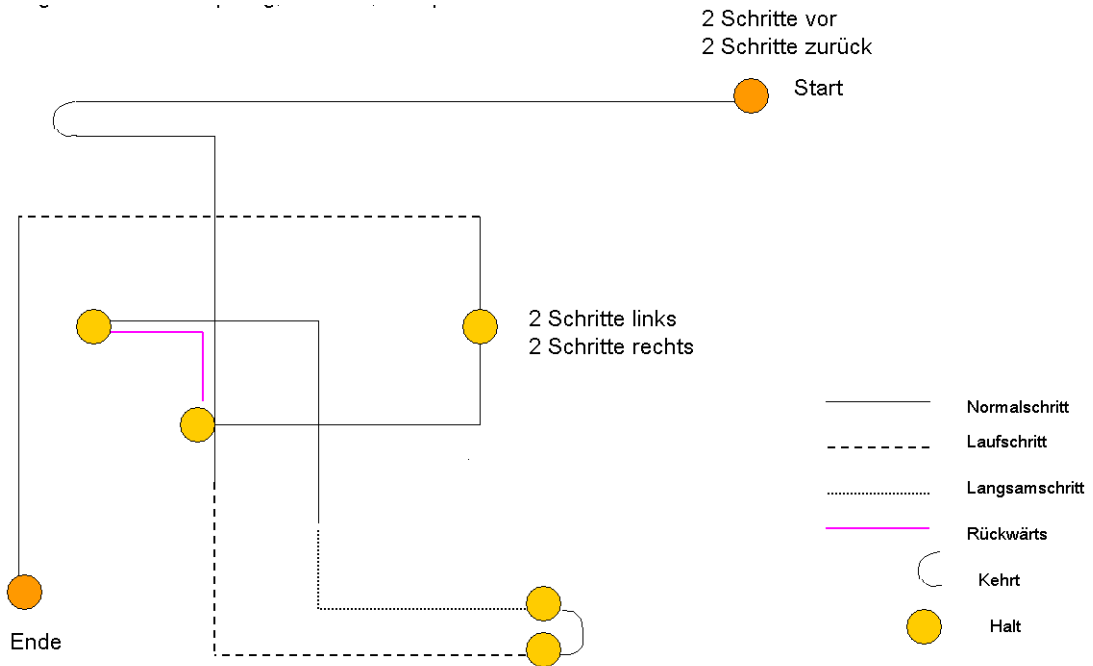 2 Schritte vor
2 Schritte zurück
Start
2 Schritte links
2 Schritte rechts
Normalschritt
Laufschritt
Langsamschritt
Rückwärts
Kehrt
Halt
Ende